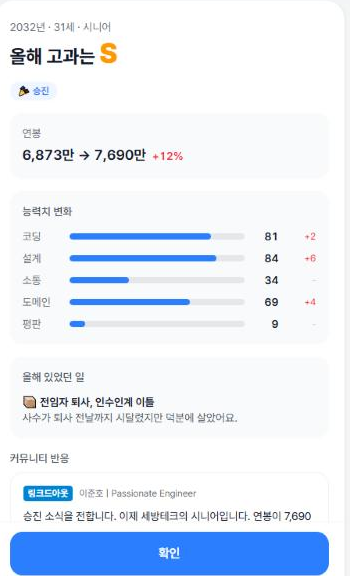 2032년 · 31세 · 시니어
올해 고과는 S
승진
연봉
6,873만 → 7,690만 +12%
능력치 변화
코딩 81 +2
설계 84 +6
소통 34 -
도메인 69 +4
평판 9 -
올해 있었던 일
전임자 퇴사, 인수인계 이틀
사수가 퇴사 전날까지 시달렸지만 덕분에 살았어요.
커뮤니티 반응
링크드아웃 이준호 | Passionate Engineer
승진 소식을 전합니다. 이제 세방테크의 시니어입니다. 연봉이 7,690
확인